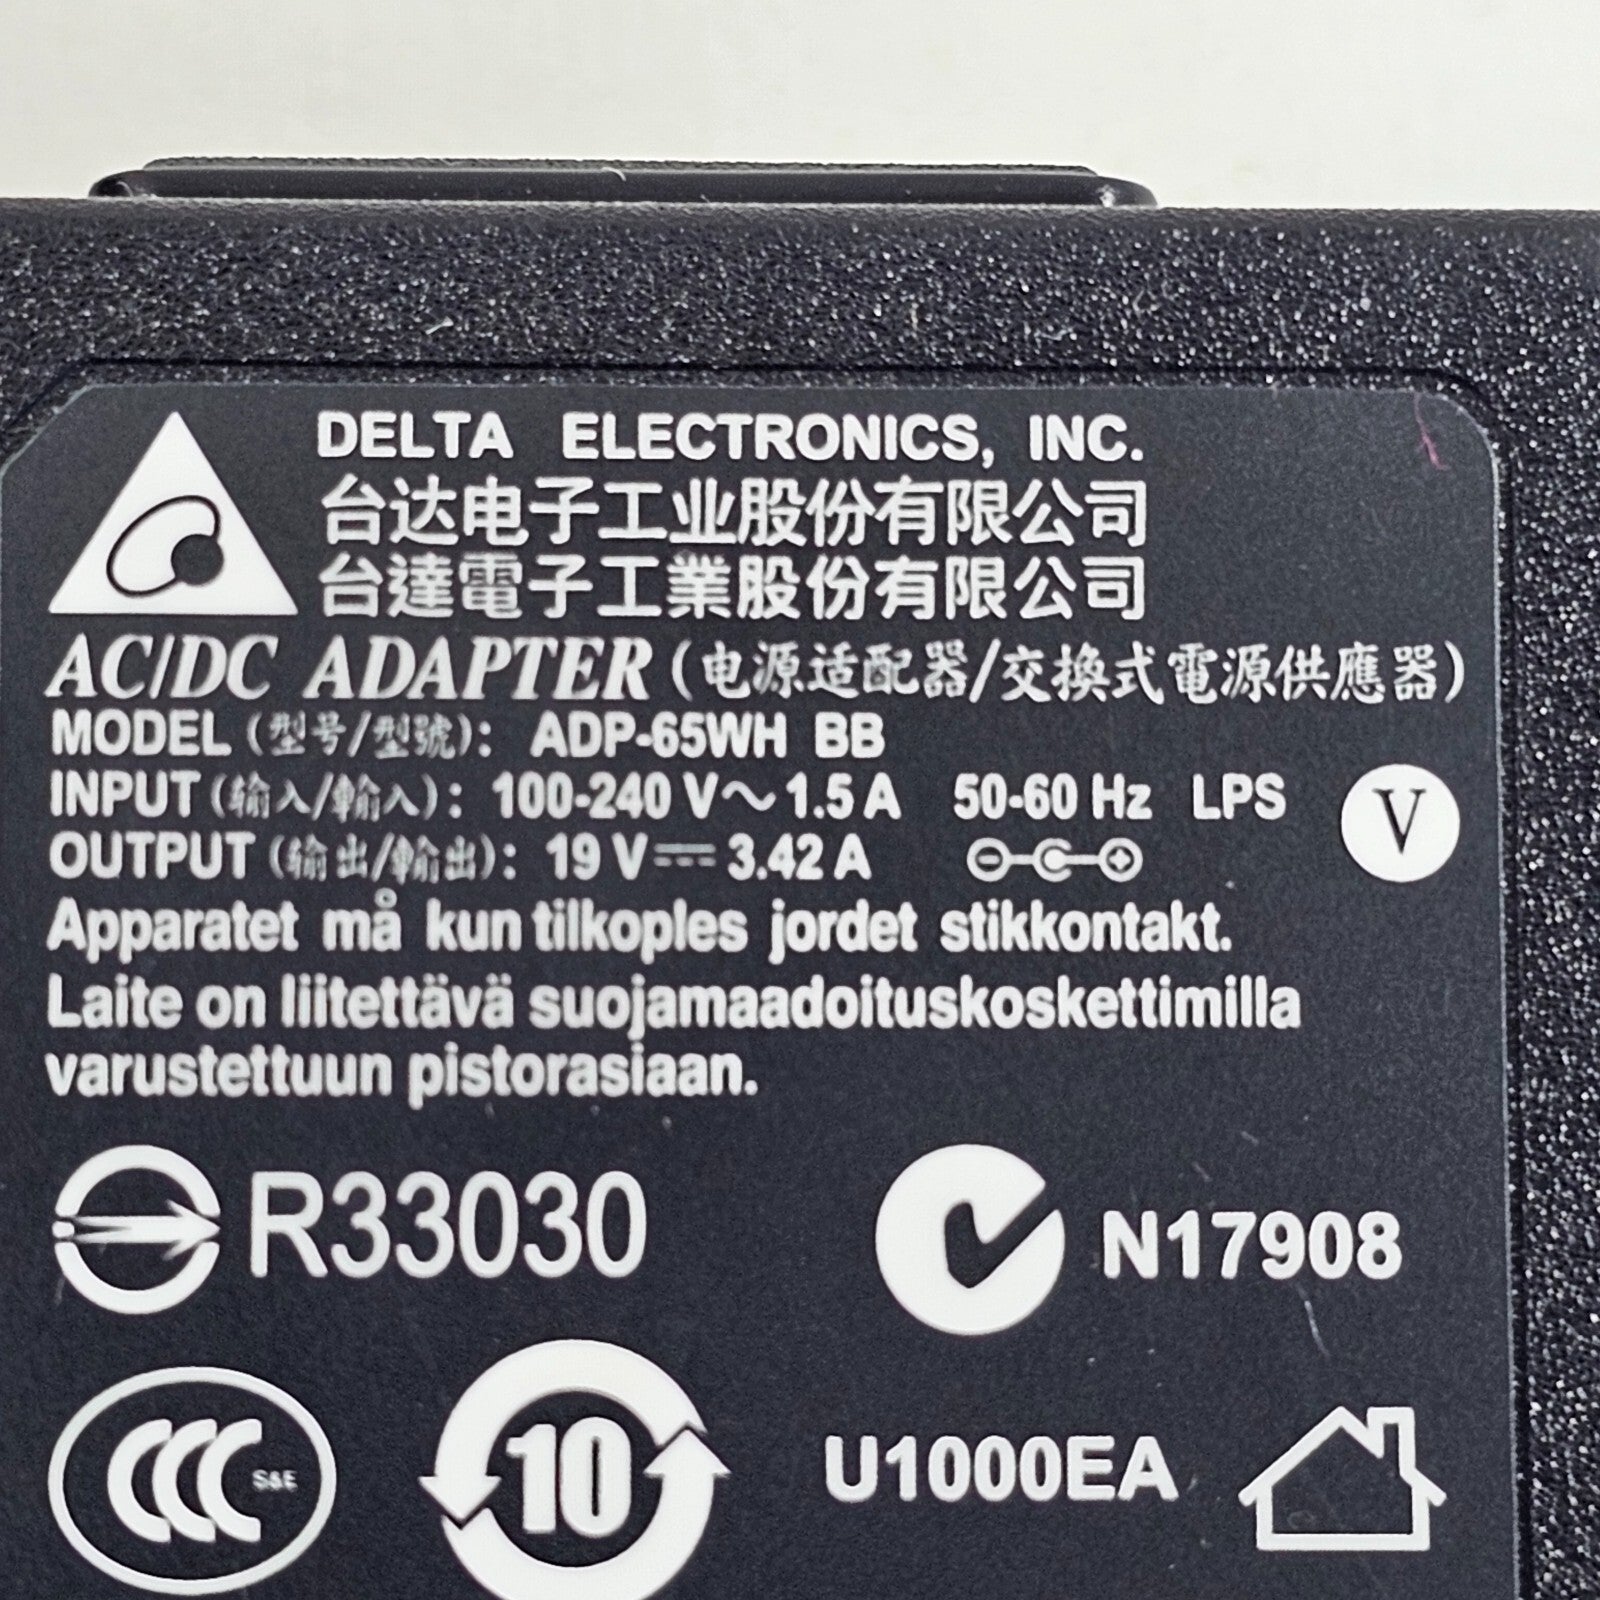 DELTA ELECTRONICS, INC.
台达电子工业股份有限公司
台達電子工業股份有限公司
AC/DC ADAPTER (电源适配器/交換式電源供應器)
MODEL (型号/型號): ADP-65WH BB
INPUT (输入/輸入): 100-240 V~ 1.5 A 50-60 Hz LPS
V
OUTPUT (输出/輸出): 19 V⎓ 3.42 A
Apparatet må kun tilkoples jordet stikkontakt.
Laite on liitettävä suojamaadoituskoskettimilla
varustettuun pistorasiaan.
R33030
N17908
CCC S&E
10
U1000EA